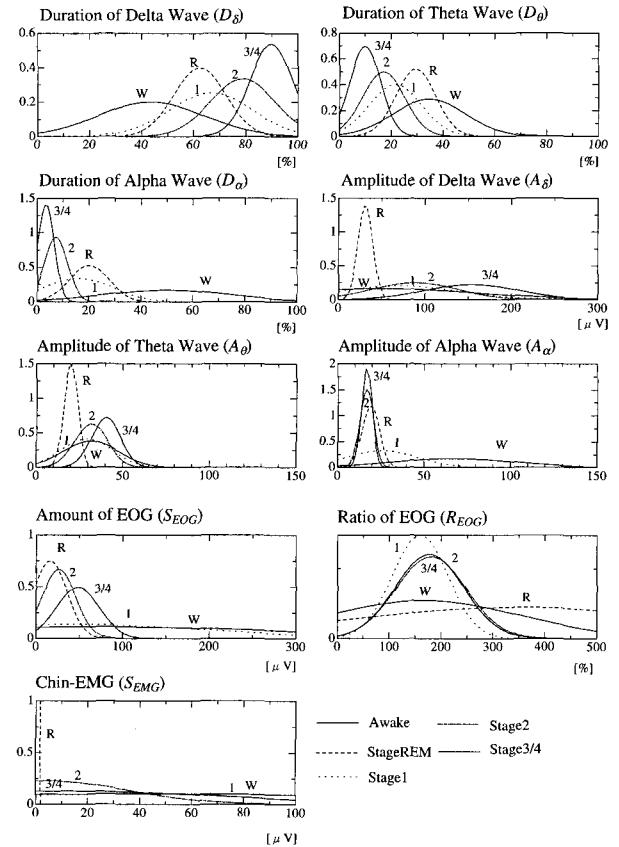 Duration of Delta Wave (Dδ)
0.6
0.4
0.2
0
R
1
2
3/4
W
0 20 40 60 80 100
[%]
Duration of Theta Wave (Dθ)
0.8
0.6
0.4
0.2
0
3/4
2
1
R
W
0 20 40 60 80 100
[%]
Duration of Alpha Wave (Dα)
1.5
1
0.5
0
3/4
2
R
1
W
0 20 40 60 80 100
[%]
Amplitude of Delta Wave (Aδ)
1.5
1
0.5
0
R
W
1
2
3/4
0 100 200 300
[μV]
Amplitude of Theta Wave (Aθ)
1.5
1
0.5
0
R
1
2
3/4
W
0 50 100 150
[μV]
Amplitude of Alpha Wave (Aα)
2
1.5
1
0.5
0
3/4
2
R
1
W
0 50 100 150
[μV]
Amount of EOG (SEOG)
1
0.5
0
R
2
3/4
1
W
0 100 200 300
[μV]
Ratio of EOG (REOG)
1
2
3/4
W
R
0 100 200 300 400 500
[%]
Chin-EMG (SEMG)
1
0.5
0
R
2
3/4
1
W
0 20 40 60 80 100
[μV]
Awake
Stage2
StageREM
Stage3/4
Stage1